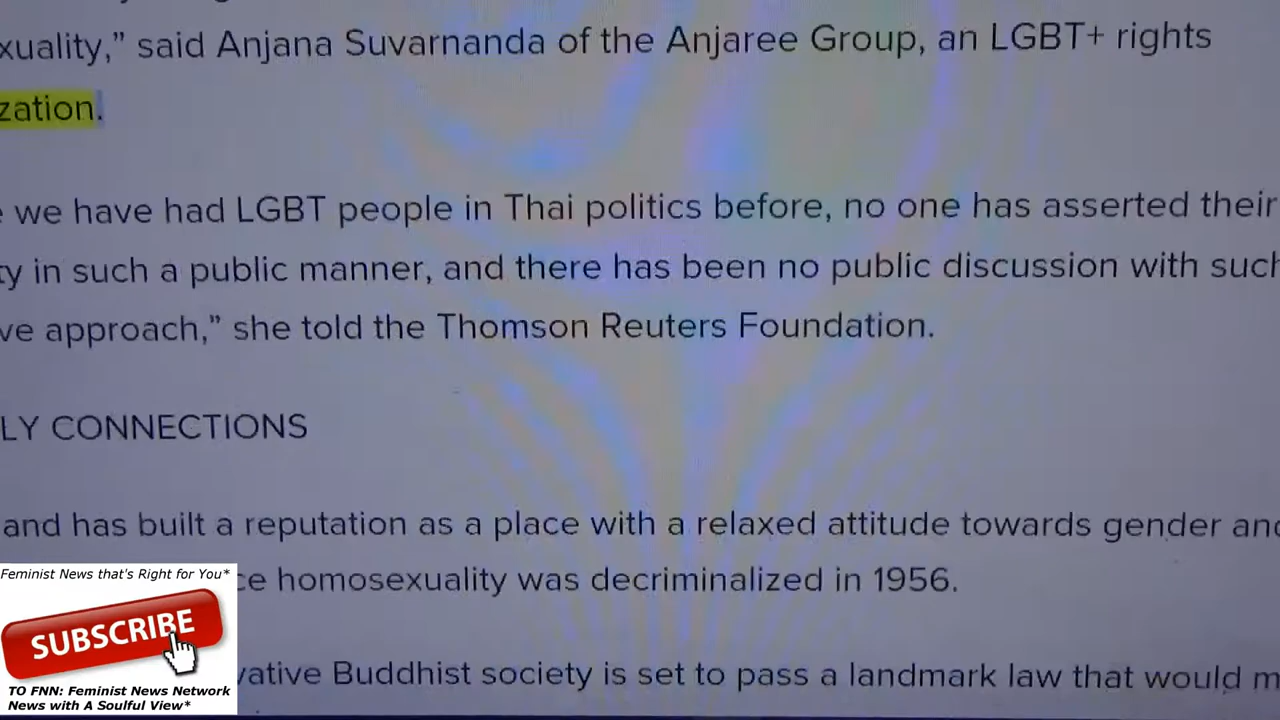 xuality,” said Anjana Suvarnanda of the Anjaree Group, an LGBT+ rights
zation.
we have had LGBT people in Thai politics before, no one has asserted their
ty in such a public manner, and there has been no public discussion with such
ve approach,” she told the Thomson Reuters Foundation.
LY CONNECTIONS
and has built a reputation as a place with a relaxed attitude towards gender and
ce homosexuality was decriminalized in 1956.
vative Buddhist society is set to pass a landmark law that would m
Feminist News that's Right for You*
SUBSCRIBE
TO FNN: Feminist News Network
News with A Soulful View*